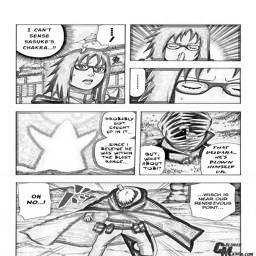 I CAN'T
SENSE
SASUKE'S
CHAKRA...!!
!
PROBABLY
GOT
CAUGHT
UP IN IT...
...SINCE I
BELIEVE HE WAS
WITHIN
THE BLAST
RANGE...
THAT
DEIDARA...
HE'S
BLOWN
HIMSELF
UP.
BUT...
WHAT
ABOUT
TOBI?
OH
NO...!
...WHICH IS
NEAR OUR
RENDEZVOUS
POINT...